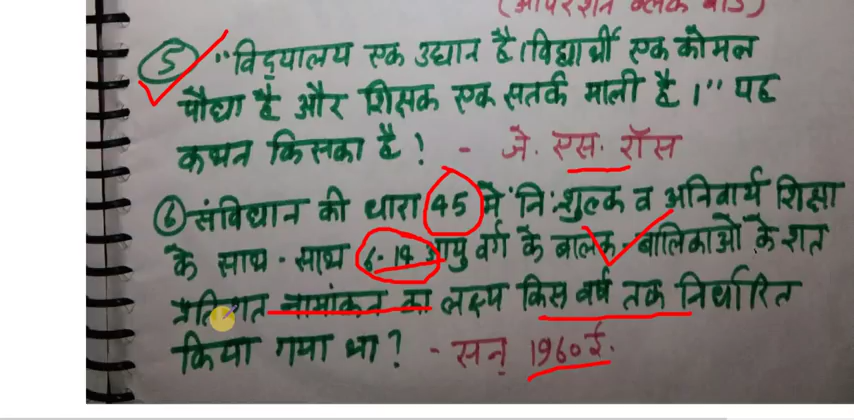 (ऑपरेशन ब्लैक बोर्ड)
⑤ "विद्यालय एक उद्यान है। विद्यार्थी एक कोमल
पौधा है और शिक्षक एक सतर्क माली है।" यह
कथन किसका है? - जे. एस. रॉस
⑥ संविधान की धारा 45 में नि:शुल्क व अनिवार्य शिक्षा
के साथ-साथ 6-14 आयु वर्ग के बालक-बालिकाओं के शत
प्रतिशत नामांकन का लक्ष्य किस वर्ष तक निर्धारित
किया गया था? - सन् 1960 ई.